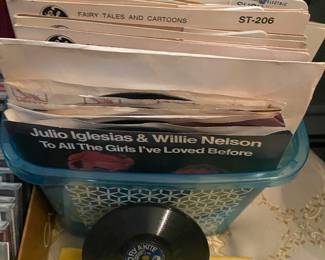 FAIRY TALES AND CARTOONS
ST-206
Julio Iglesias & Willie Nelson
To All The Girls I've Loved Before